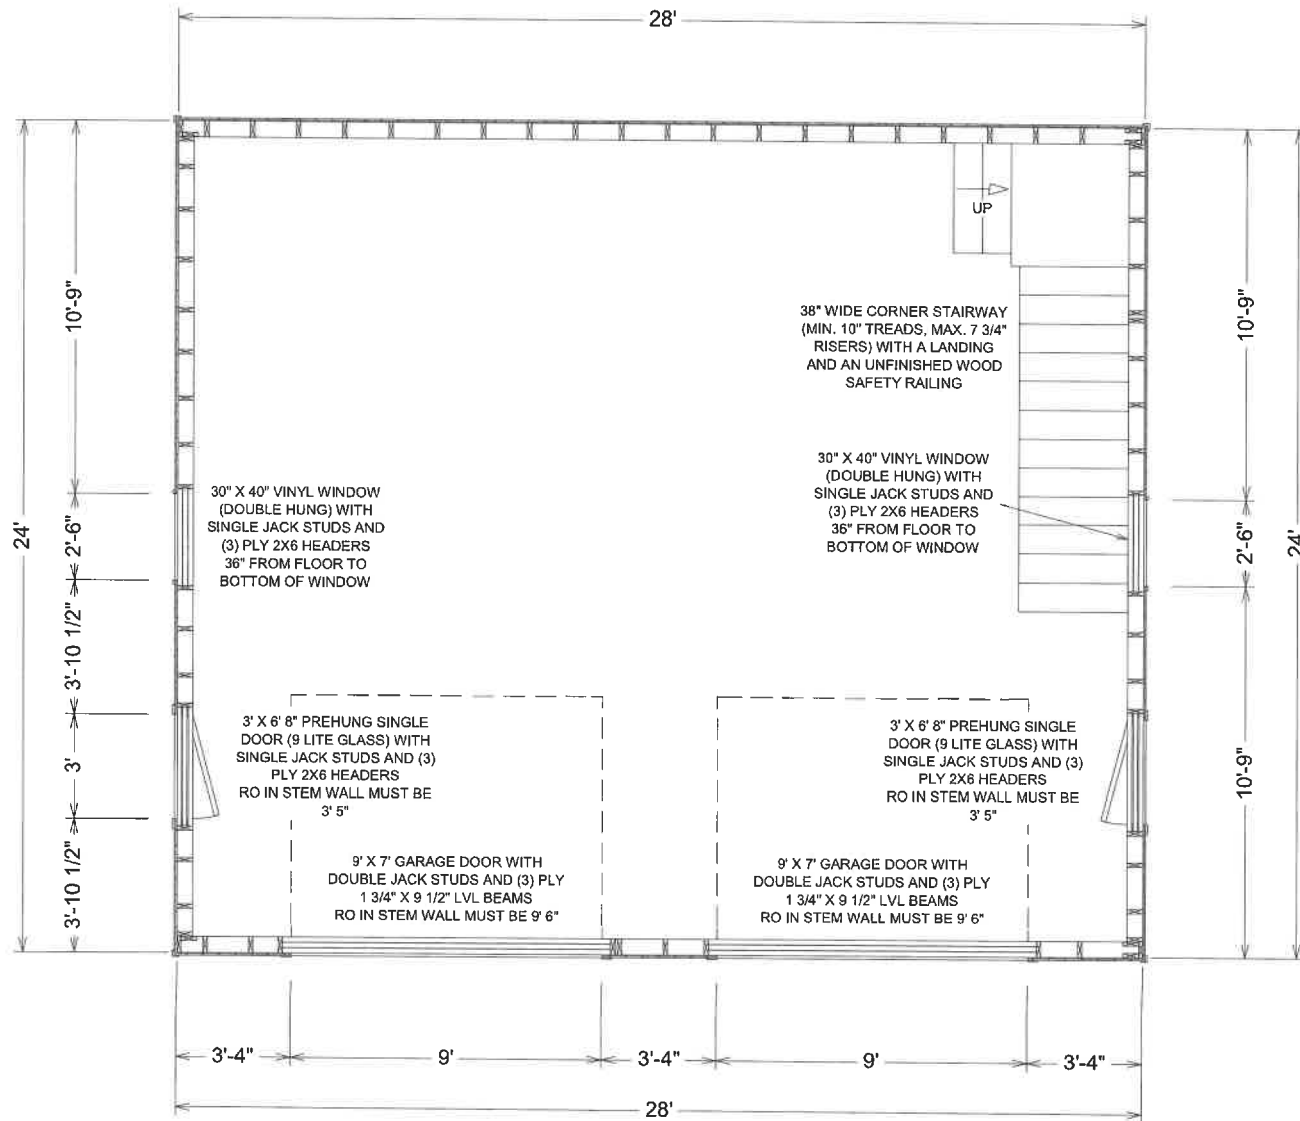 28'
UP
38" WIDE CORNER STAIRWAY
(MIN. 10" TREADS, MAX. 7 3/4"
RISERS) WITH A LANDING
AND AN UNFINISHED WOOD
SAFETY RAILING
30" X 40" VINYL WINDOW
(DOUBLE HUNG) WITH
SINGLE JACK STUDS AND
(3) PLY 2X6 HEADERS
36" FROM FLOOR TO
BOTTOM OF WINDOW
30" X 40" VINYL WINDOW
(DOUBLE HUNG) WITH
SINGLE JACK STUDS AND
(3) PLY 2X6 HEADERS
36" FROM FLOOR TO
BOTTOM OF WINDOW
3' X 6' 8" PREHUNG SINGLE
DOOR (9 LITE GLASS) WITH
SINGLE JACK STUDS AND (3)
PLY 2X6 HEADERS
RO IN STEM WALL MUST BE
3' 5"
3' X 6' 8" PREHUNG SINGLE
DOOR (9 LITE GLASS) WITH
SINGLE JACK STUDS AND (3)
PLY 2X6 HEADERS
RO IN STEM WALL MUST BE
3' 5"
9' X 7' GARAGE DOOR WITH
DOUBLE JACK STUDS AND (3) PLY
1 3/4" X 9 1/2" LVL BEAMS
RO IN STEM WALL MUST BE 9' 6"
9' X 7' GARAGE DOOR WITH
DOUBLE JACK STUDS AND (3) PLY
1 3/4" X 9 1/2" LVL BEAMS
RO IN STEM WALL MUST BE 9' 6"
24'
10'-9"
2'-6"
3'-10 1/2"
3'
3'-10 1/2"
10'-9"
2'-6"
10'-9"
24'
3'-4"
9'
3'-4"
9'
3'-4"
28'